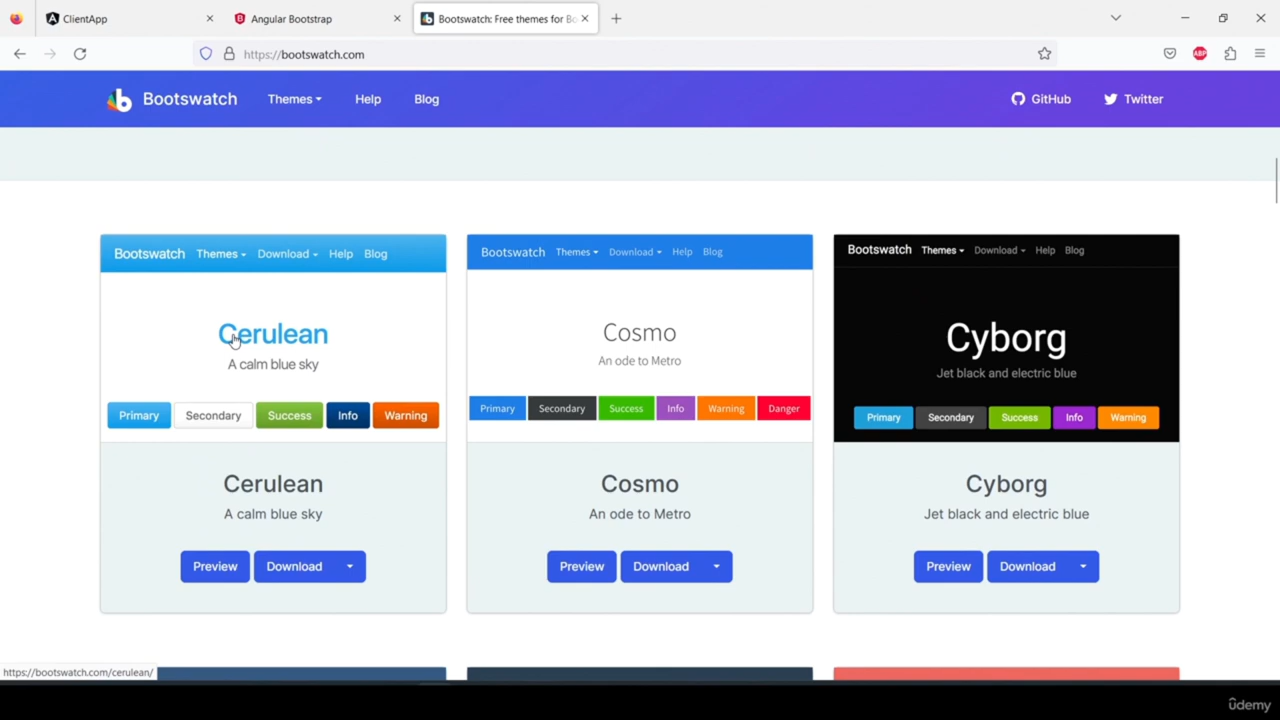 ClientApp
Angular Bootstrap
Bootswatch: Free themes for Bo
https://bootswatch.com
ABP
Bootswatch
Themes
Help
Blog
GitHub
Twitter
Bootswatch Themes Download Help Blog
Cerulean
A calm blue sky
Primary Secondary Success Info Warning
Cerulean
A calm blue sky
Preview Download
Bootswatch Themes Download Help Blog
Cosmo
An ode to Metro
Primary Secondary Success Info Warning Danger
Cosmo
An ode to Metro
Preview Download
Bootswatch Themes Download Help Blog
Cyborg
Jet black and electric blue
Primary Secondary Success Info Warning
Cyborg
Jet black and electric blue
Preview Download
https://bootswatch.com/cerulean/
ûdemy